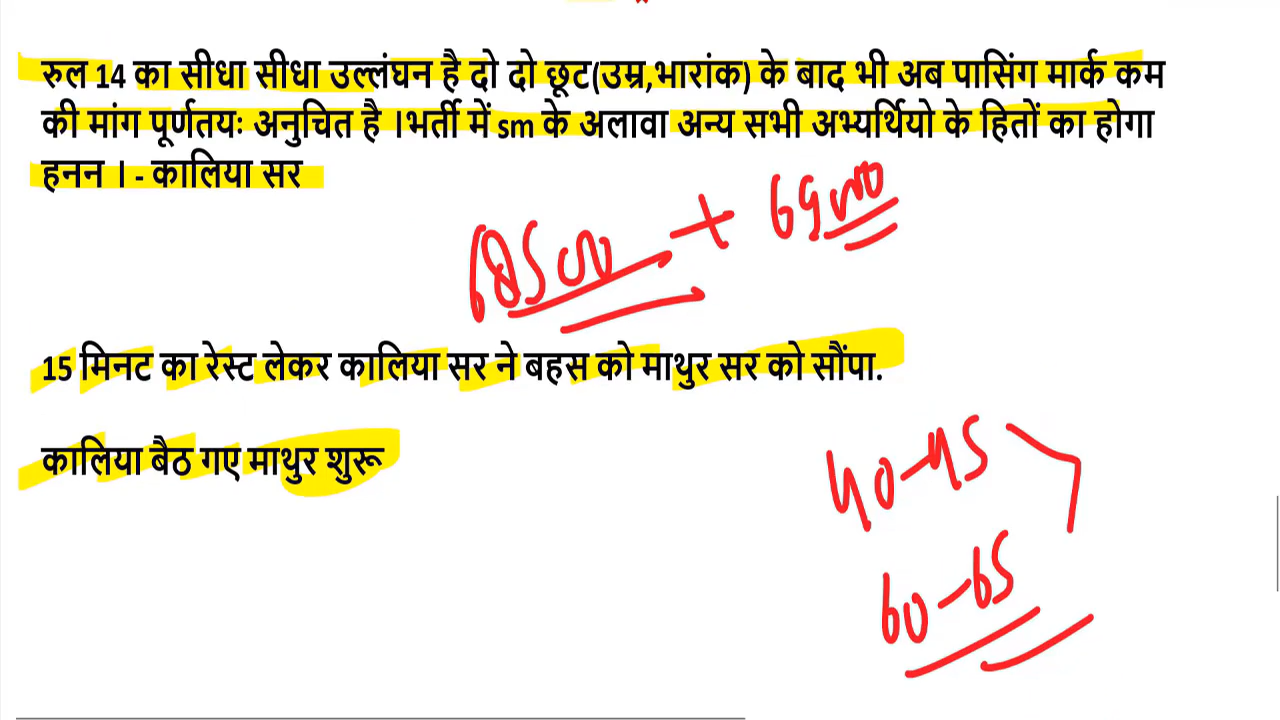 रुल 14 का सीधा सीधा उल्लंघन है दो दो छूट(उम्र,भारांक) के बाद भी अब पासिंग मार्क कम
की मांग पूर्णतयः अनुचित है ।भर्ती में sm के अलावा अन्य सभी अभ्यर्थियो के हितों का होगा
हनन । - कालिया सर
68500 + 69000
15 मिनट का रेस्ट लेकर कालिया सर ने बहस को माथुर सर को सौंपा.
कालिया बैठ गए माथुर शुरू
40-45
60-65